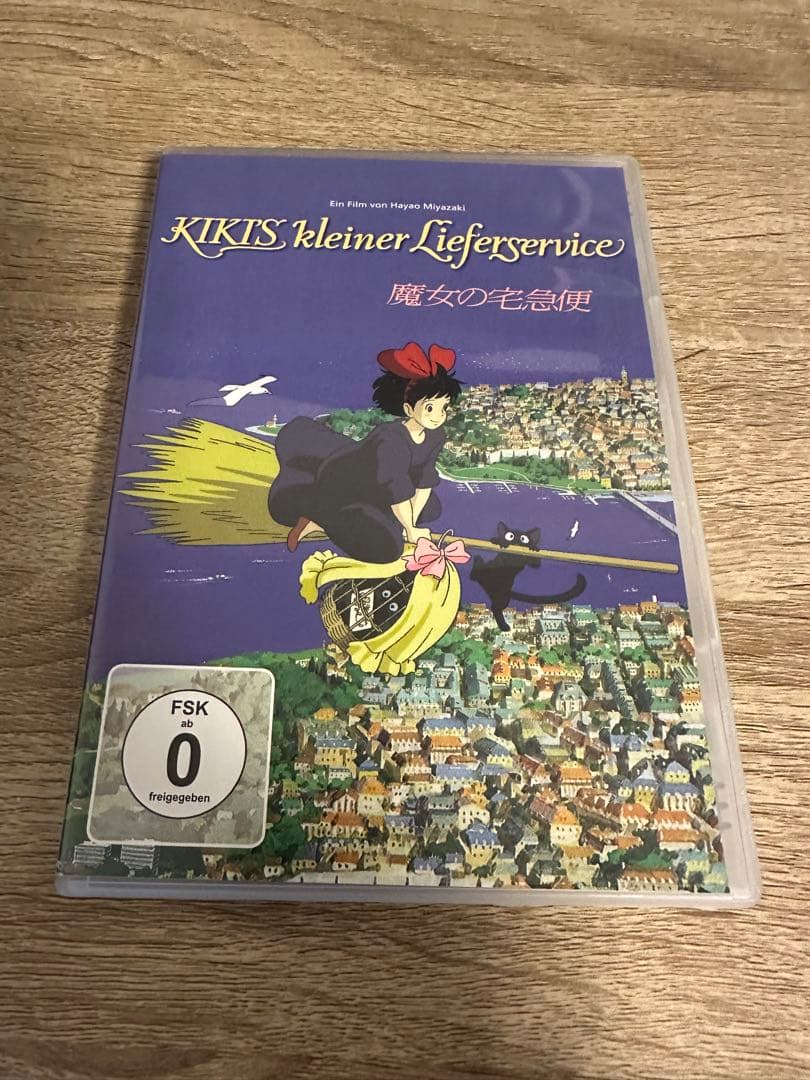 Ein Film von Hayao Miyazaki
KIKI'S kleiner Lieferservice
魔女の宅急便
FSK
ab
0
freigegeben